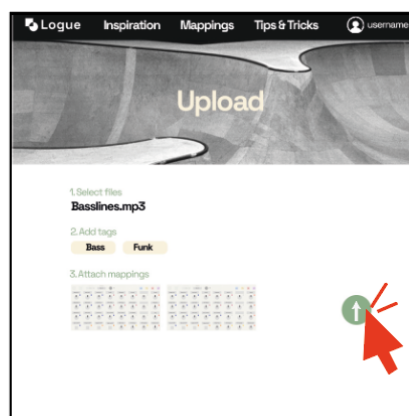 Logue Inspiration Mappings Tips & Tricks username
Upload
1. Select files
Basslines.mp3
2. Add tags
Bass Funk
3. Attach mappings